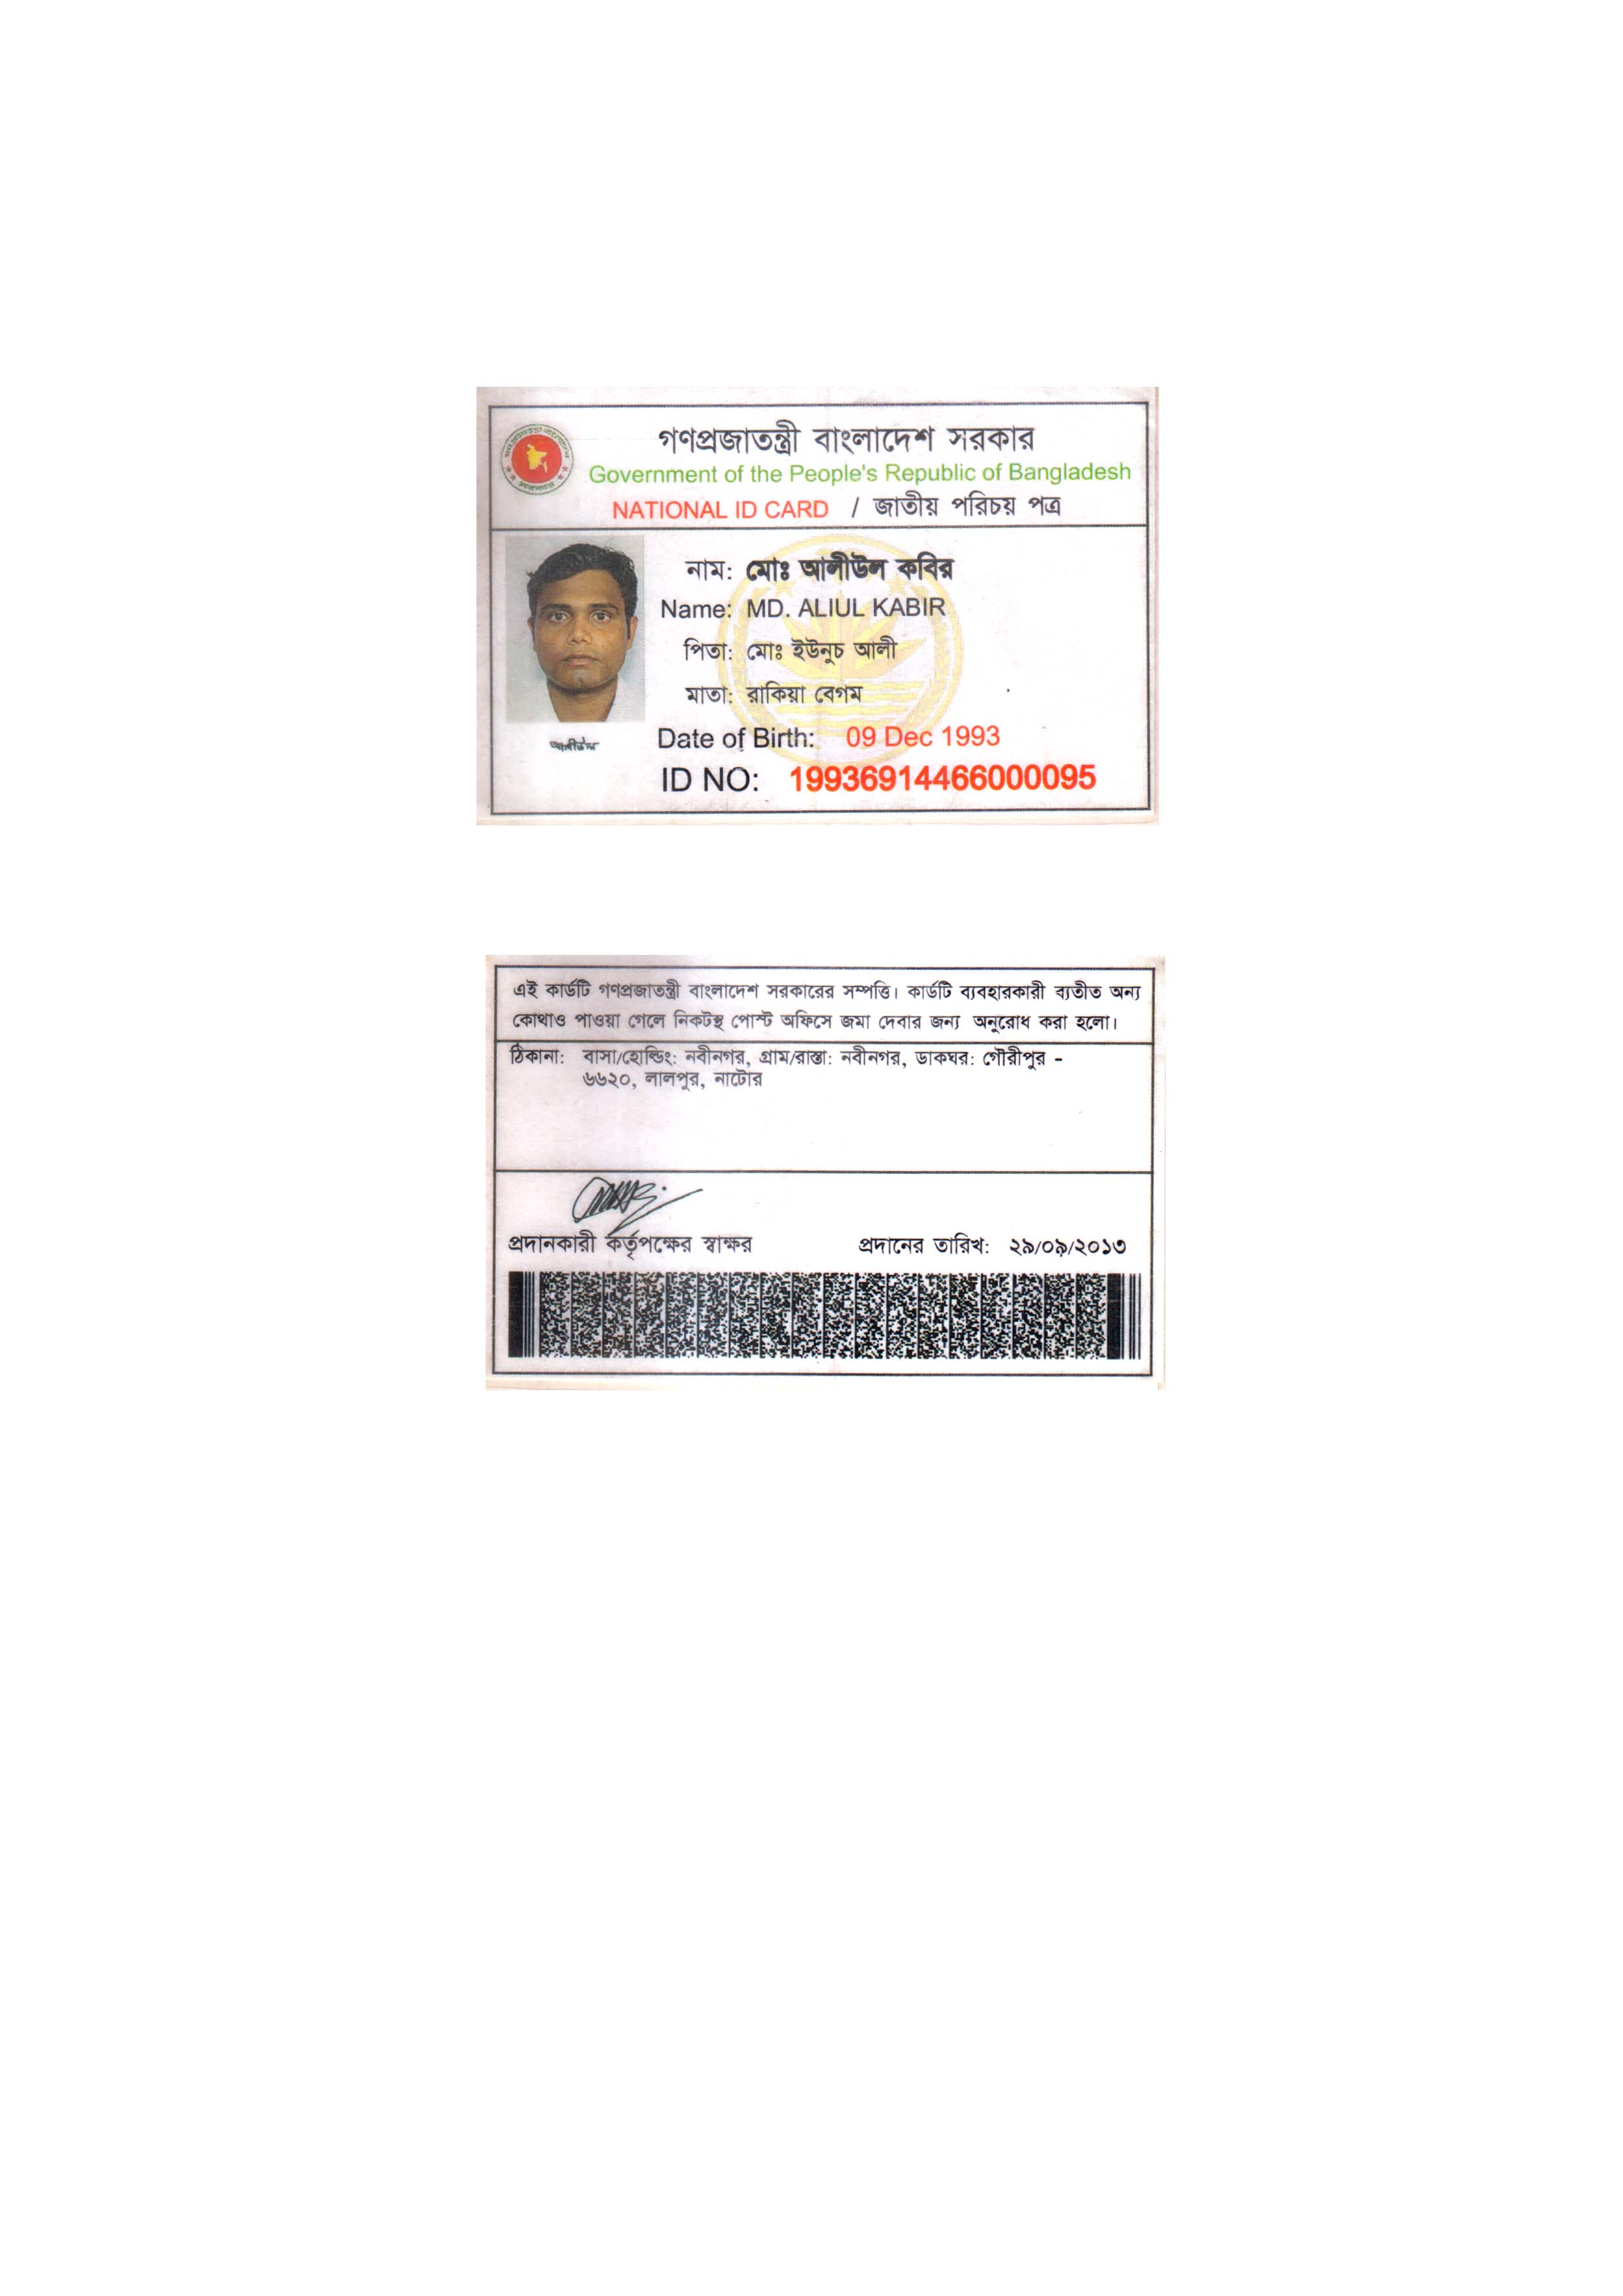 গণপ্রজাতন্ত্রী বাংলাদেশ সরকার
Government of the People's Republic of Bangladesh
NATIONAL ID CARD / জাতীয় পরিচয় পত্র
নাম: মোঃ আলীউল কবির
Name: MD. ALIUL KABIR
পিতা: মোঃ ইউনুচ আলী
মাতা: রাকিয়া বেগম
আলীউল
Date of Birth: 09 Dec 1993
ID NO: 19936914466000095
এই কার্ডটি গণপ্রজাতন্ত্রী বাংলাদেশ সরকারের সম্পত্তি। কার্ডটি ব্যবহারকারী ব্যতীত অন্য
কোথাও পাওয়া গেলে নিকটস্থ পোস্ট অফিসে জমা দেবার জন্য অনুরোধ করা হলো।
ঠিকানা: বাসা/হোল্ডিং: নবীনগর, গ্রাম/রাস্তা: নবীনগর, ডাকঘর: গৌরীপুর -
৬৬২০, লালপুর, নাটোর
প্রদানকারী কর্তৃপক্ষের স্বাক্ষর প্রদানের তারিখ: ২৯/০৯/২০১৩